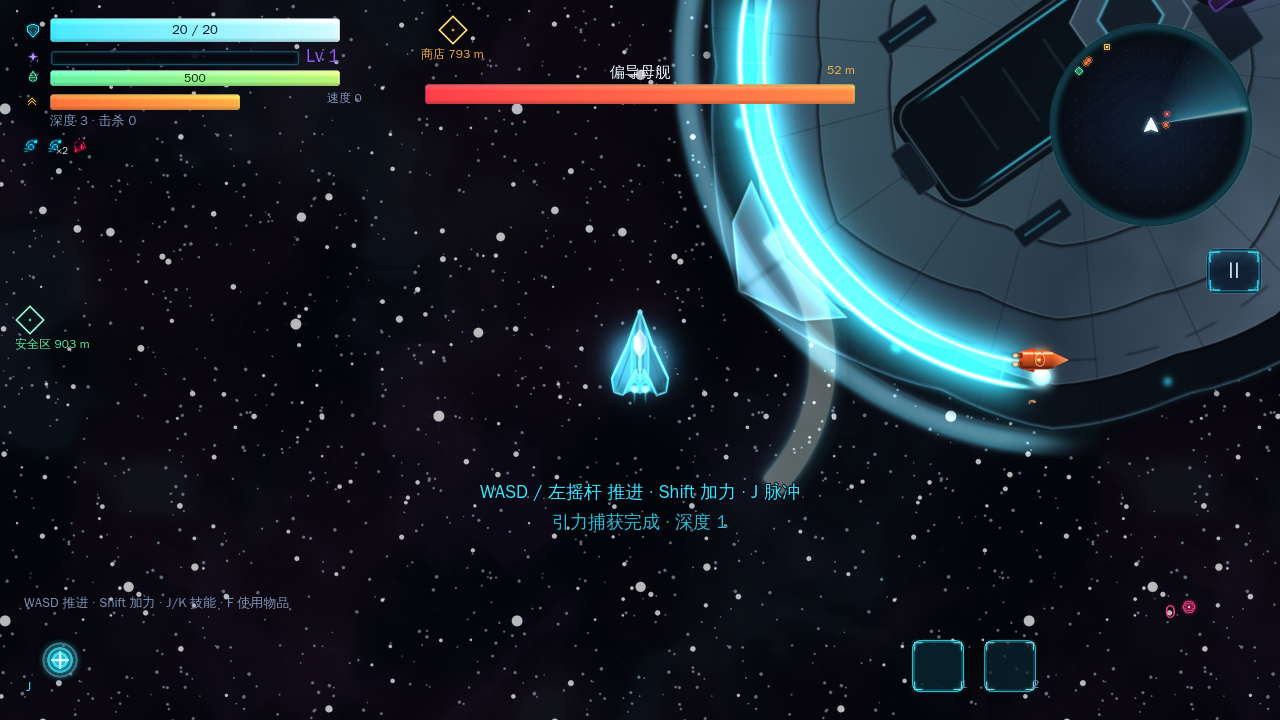 20 / 20
Lv 1
500
速度 0
深度 3 · 击杀 0
×2
商店 793 m
偏导母舰
52 m
安全区 903 m
WASD / 左摇杆 推进 · Shift 加力 · J 脉冲
引力捕获完成 · 深度 1
WASD 推进 · Shift 加力 · J/K 技能 · F 使用物品
J